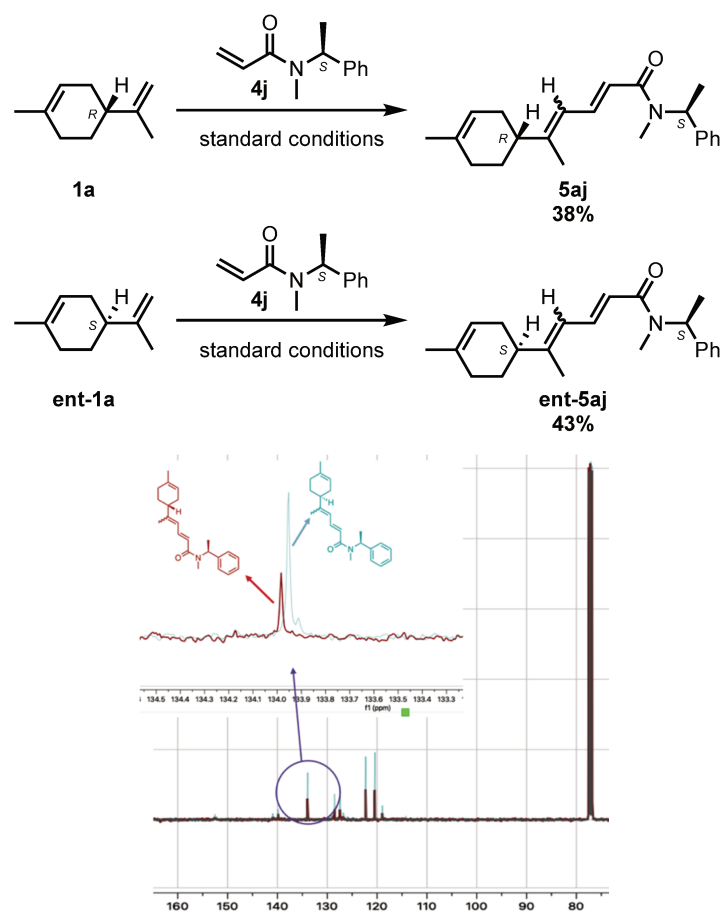 O
H
N
S
Ph
4j
R
standard conditions
1a
O
H
N
S
Ph
R
5aj
38%
O
H
N
S
Ph
4j
S
standard conditions
ent-1a
O
H
N
S
Ph
S
ent-5aj
43%
H
O
N
H
O
N
134.5 134.4 134.3 134.2 134.1 134.0 133.9 133.8 133.7 133.6 133.5 133.4 133.3
f1 (ppm)
160 150 140 130 120 110 100 90 80